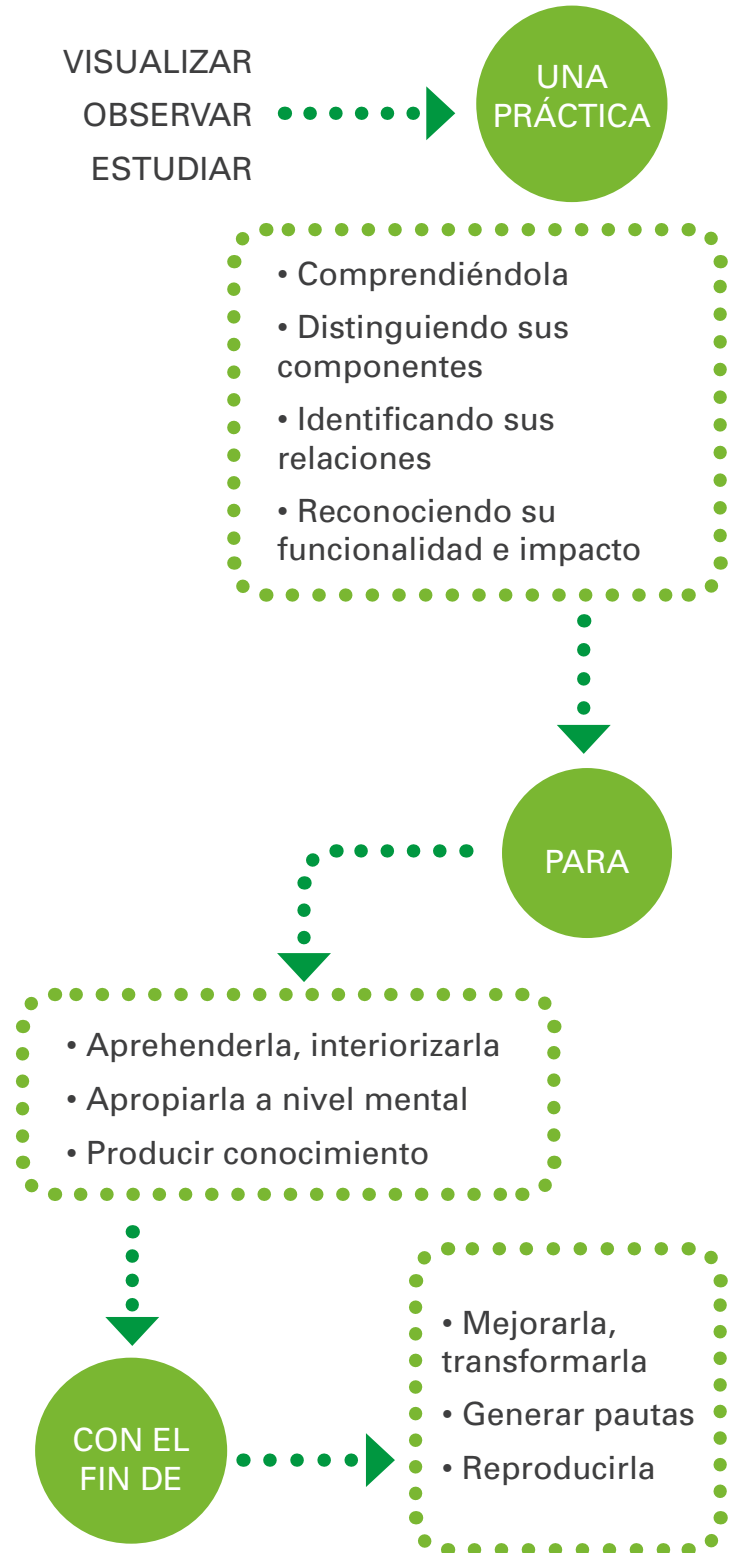 VISUALIZAR
OBSERVAR
ESTUDIAR
UNA
PRÁCTICA
• Comprendiéndola
• Distinguiendo sus
componentes
• Identificando sus
relaciones
• Reconociendo su
funcionalidad e impacto
PARA
• Aprehenderla, interiorizarla
• Apropiarla a nivel mental
• Producir conocimiento
CON EL
FIN DE
• Mejorarla,
transformarla
• Generar pautas
• Reproducirla